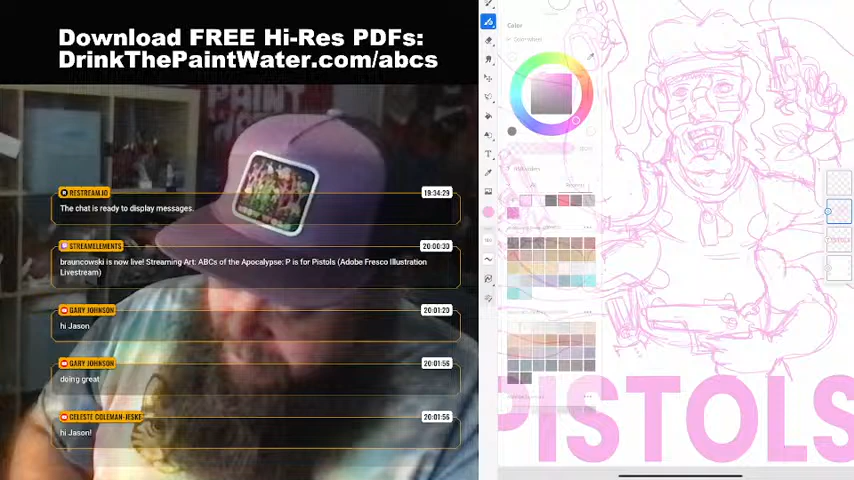 Download FREE Hi-Res PDFs:
DrinkThePaintWater.com/abcs
PAINT
RESTREAM.IO
19:34:29
The chat is ready to display messages.
STREAMELEMENTS
20:00:30
brauncowski is now live! Streaming Art: ABCs of the Apocalypse: P is for Pistols (Adobe Fresco Illustration
Livestream)
GARY JOHNSON
20:01:20
hi Jason
GARY JOHNSON
20:01:56
doing great
CELESTE COLEMAN-JESKE
20:01:56
hi Jason!
Color
PISTOLS